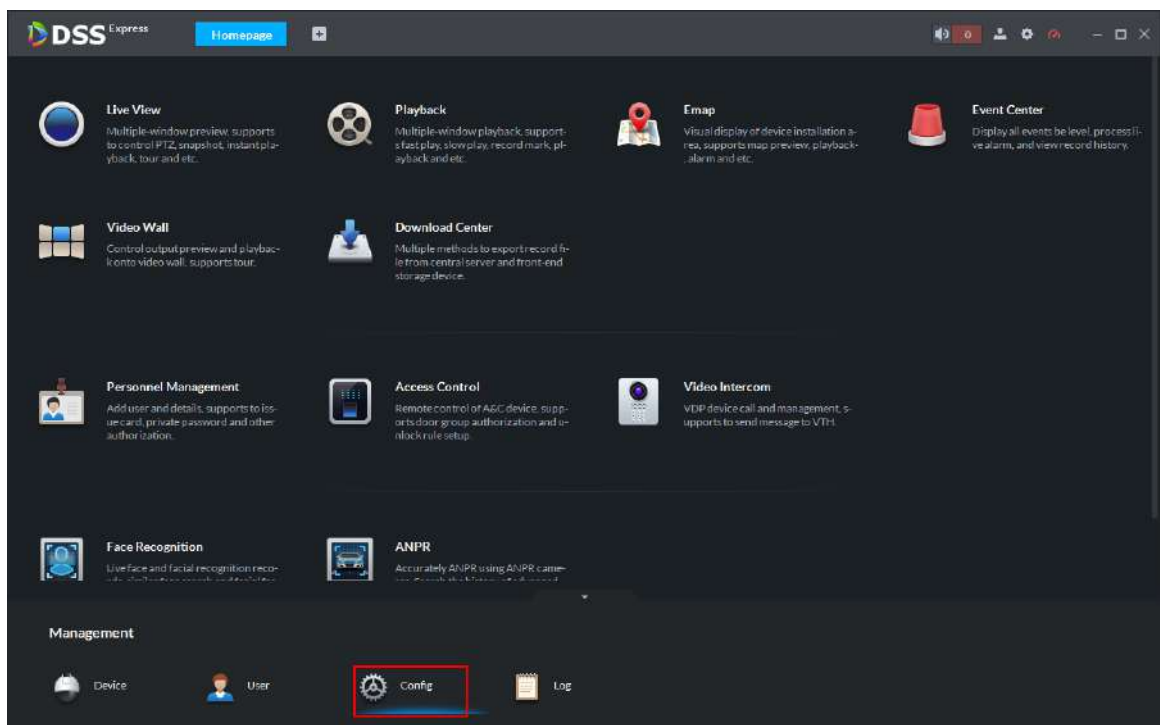 DSS Express
Homepage
0
Live View
Multiple-window preview, supports
to control PTZ, snapshot, instant pla-
yback, tour and etc.
Playback
Multiple-window playback, support-
s fast play, slow play, record mark, pl-
ayback and etc.
Emap
Visual display of device installation a-
rea, supports map preview, playback-
, alarm and etc.
Event Center
Display all events be level, process li-
ve alarm, and view record history.
Video Wall
Control output preview and playbac-
k onto video wall, supports tour.
Download Center
Multiple methods to export record fi-
le from central server and front-end
storage device.
Personnel Management
Add user and details, supports to iss-
ue card, private password and other
authorization.
Access Control
Remote control of A&C device, supp-
orts door group authorization and u-
nlock rule setup.
Video Intercom
VDP device call and management, s-
upports to send message to VTH.
Face Recognition
Live face and facial recognition reco-
ANPR
Accurately ANPR using ANPR came-
Management
Device
User
Config
Log